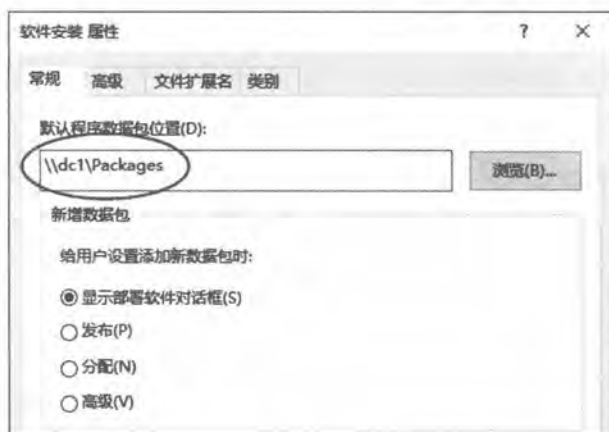 软件安装 属性 ? ×
常规 高级 文件扩展名 类别
默认程序数据包位置(D):
\\dc1\Packages 浏览(B)...
新增数据包
给用户设置添加新数据包时:
显示部署软件对话框(S)
发布(P)
分配(N)
高级(V)